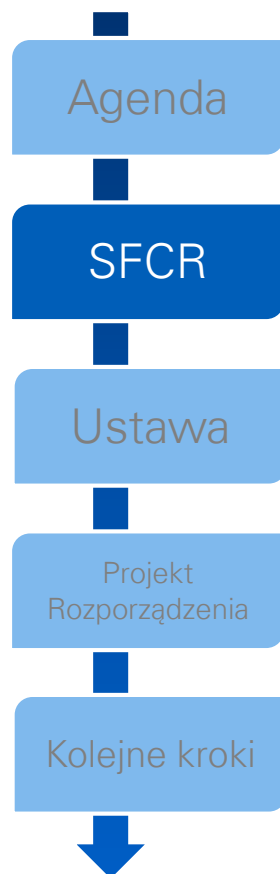 Agenda
SFCR
Ustawa
Projekt
Rozporządzenia
Kolejne kroki